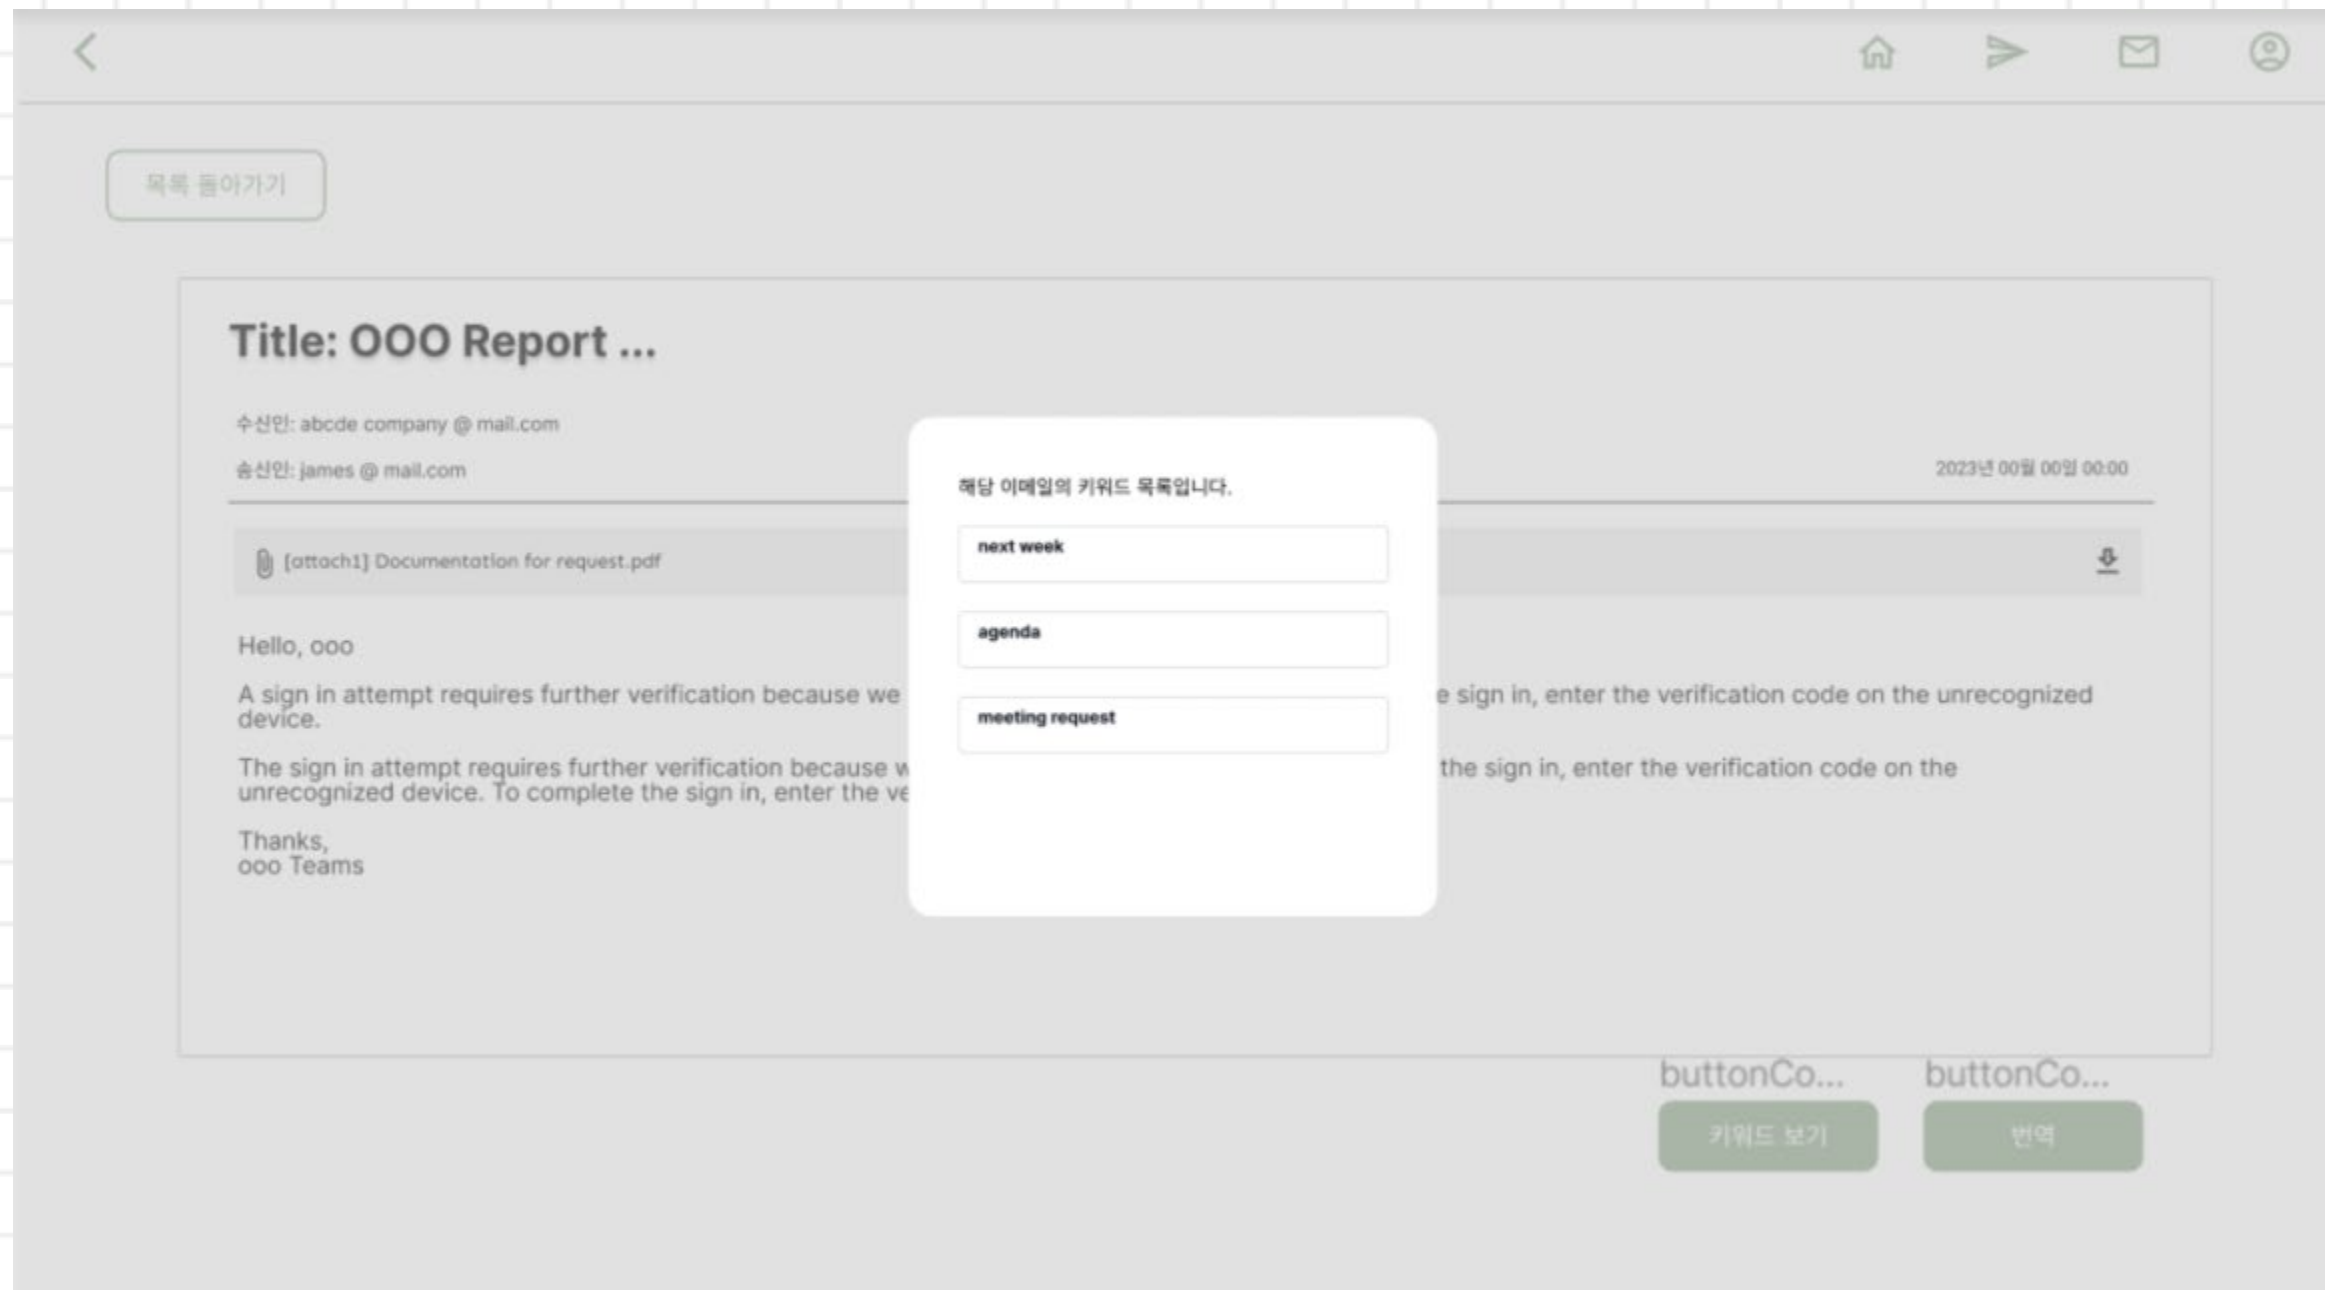 목록 돌아가기
Title: OOO Report ...
수신인: abcde company @ mail.com
송신인: james @ mail.com
2023년 00월 00일 00:00
[attach1] Documentation for request.pdf
해당 이메일의 키워드 목록입니다.
next week
agenda
meeting request
Hello, ooo
A sign in attempt requires further verification because we
e sign in, enter the verification code on the unrecognized
device.
The sign in attempt requires further verification because w
the sign in, enter the verification code on the
unrecognized device. To complete the sign in, enter the ve
Thanks,
ooo Teams
buttonCo...
buttonCo...
키워드 보기
번역